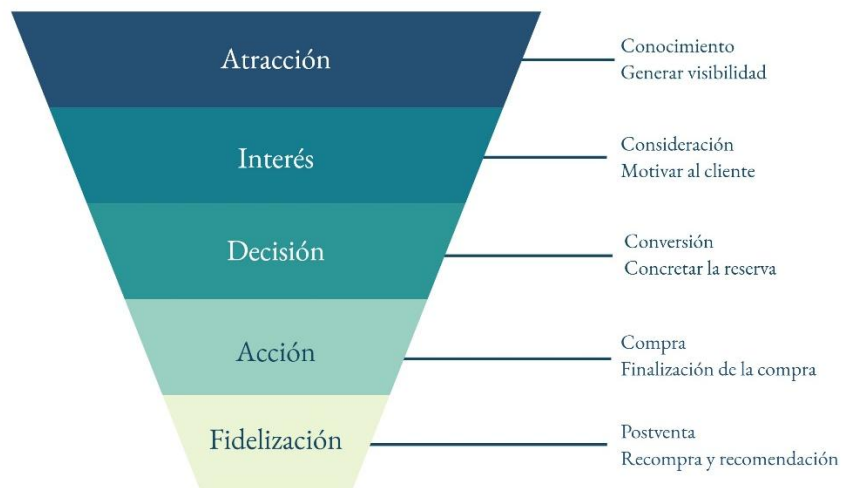 Atracción
Conocimiento
Generar visibilidad
Interés
Consideración
Motivar al cliente
Decisión
Conversión
Concretar la reserva
Acción
Compra
Finalización de la compra
Fidelización
Postventa
Recompra y recomendación